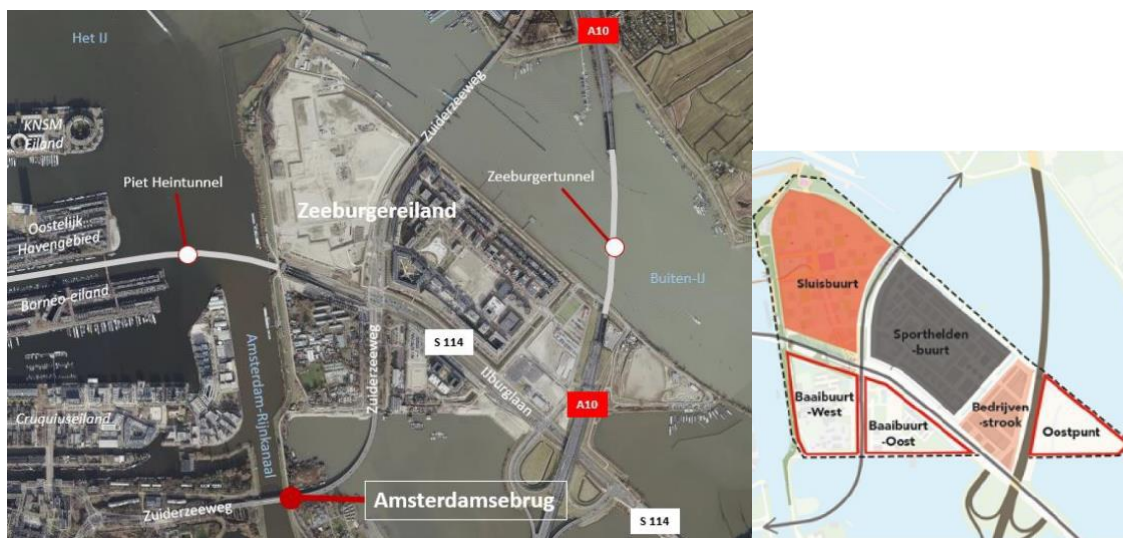 Het IJ
A10
KNSM
Eiland
Zuiderzeeweg
Piet Heintunnel
Zeeburgertunnel
Zeeburgereiland
Oostelijk
Havengebied
Buiten-IJ
Borneo-eiland
S 114
IJburglaan
Zuiderzeeweg
Amsterdam-Rijnkanaal
A10
Cruquiuseiland
Amsterdamsebrug
Zuiderzeeweg
S 114
Sluisbuurt
Sporthelden
-buurt
Baaibuurt
-West
Baaibuurt
-Oost
Bedrijven
-strook
Oostpunt